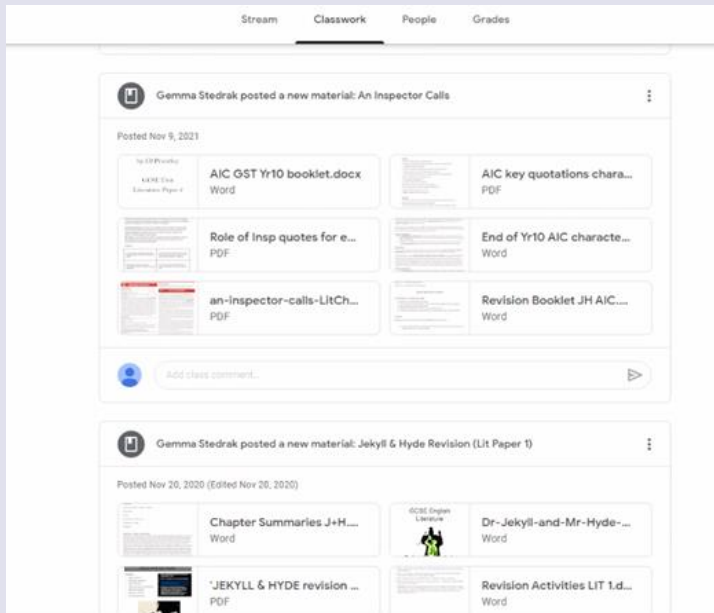 Stream Classwork People Grades
Gemma Stedrak posted a new material: An Inspector Calls
Posted Nov 9, 2021
AIC GST Yr10 booklet.docx
Word
AIC key quotations chara...
PDF
Role of Insp quotes for e...
PDF
End of Yr10 AIC characte...
Word
an-inspector-calls-LitCh...
PDF
Revision Booklet JH AIC....
Word
Add class comment...
Gemma Stedrak posted a new material: Jekyll & Hyde Revision (Lit Paper 1)
Posted Nov 20, 2020 (Edited Nov 20, 2020)
Chapter Summaries J+H....
Word
GCSE English
Literature
Dr-Jekyll-and-Mr-Hyde-...
Word
'JEKYLL & HYDE revision ...
PDF
Revision Activities LIT 1.d...
Word